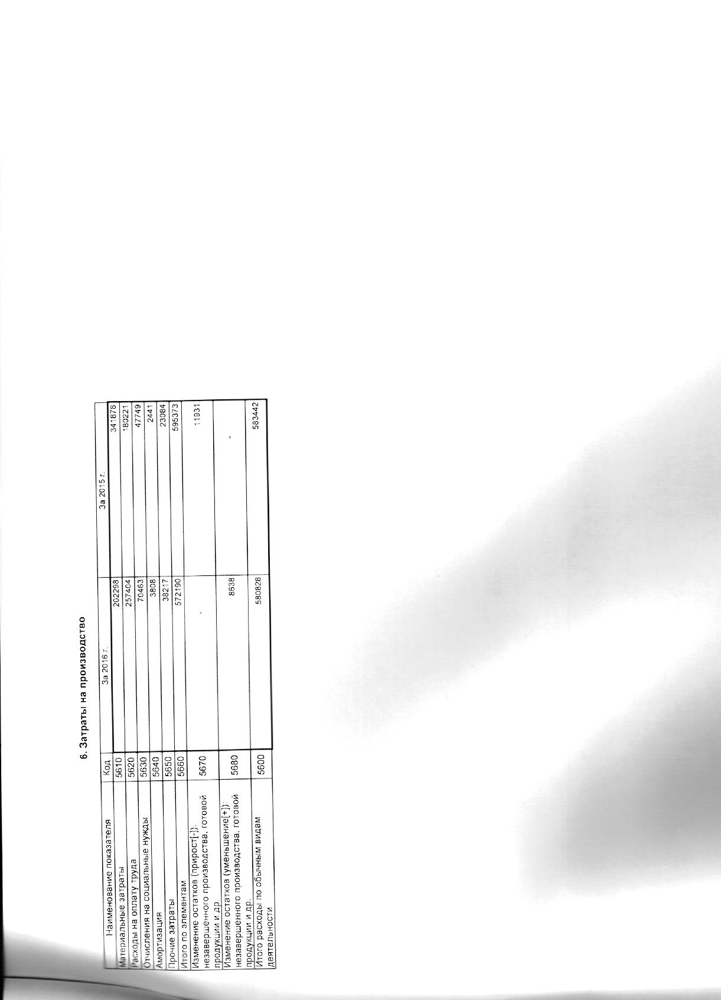 6. Затраты на производство
Наименование показателя Код За 2016 г. За 2015 г.
Материальные затраты 5610 202298 341878
Расходы на оплату труда 5620 257404 180221
Отчисления на социальные нужды 5630 70463 47749
Амортизация 5640 3808 2441
Прочие затраты 5650 38217 23084
Итого по элементам 5660 572190 595373
Изменение остатков (прирост[-]):
незавершенного производства, готовой 5670 - 11931
продукции и др.
Изменение остатков (уменьшение[+]):
незавершенного производства, готовой 5680 8638 -
продукции и др.
Итого расходы по обычным видам 5600 580828 583442
деятельности